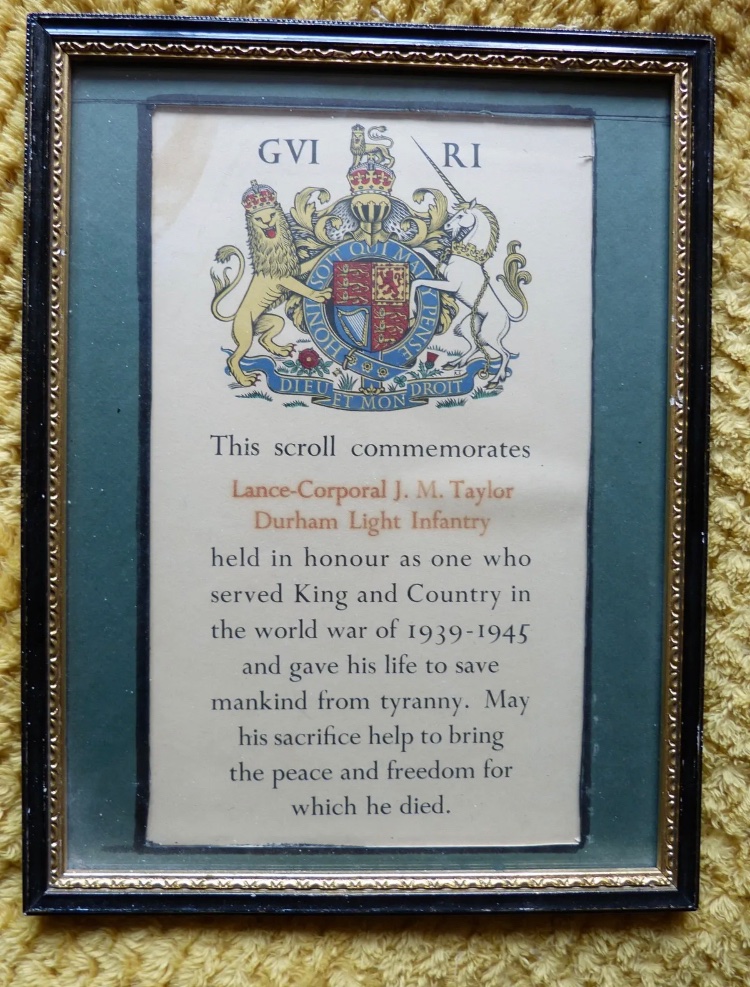 GVI RI
HONI SOIT QUI MAL Y PENSE
DIEU ET MON DROIT
This scroll commemorates
Lance-Corporal J. M. Taylor
Durham Light Infantry
held in honour as one who
served King and Country in
the world war of 1939-1945
and gave his life to save
mankind from tyranny. May
his sacrifice help to bring
the peace and freedom for
which he died.